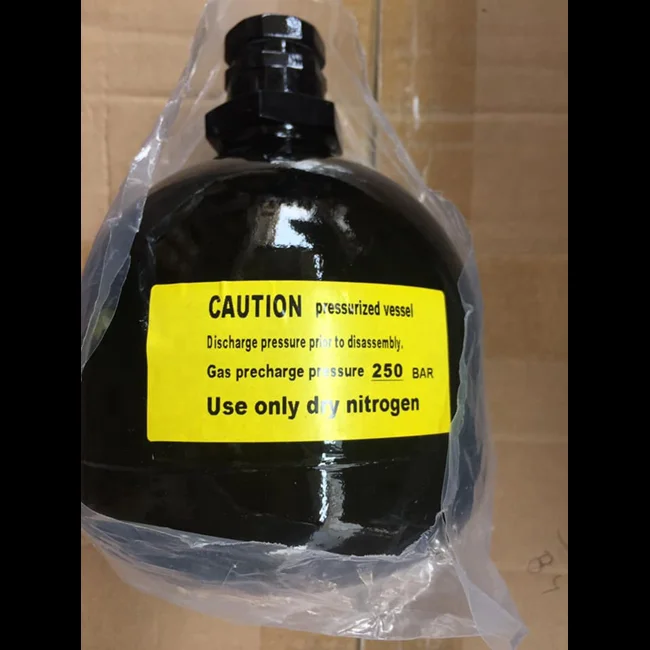 CAUTION pressurized vessel
Discharge pressure prior to disassembly.
Gas precharge pressure 250 BAR
Use only dry nitrogen